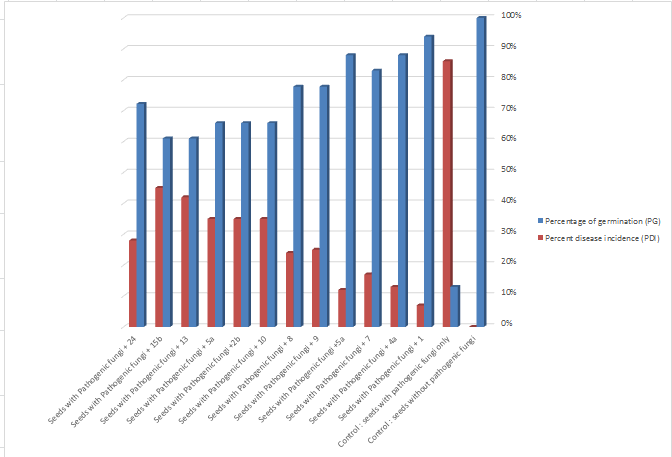 100%
90%
80%
70%
60%
50%
40%
30%
20%
10%
0%
Percentage of germination (PG)
Percent disease incidence (PDI)
Seeds with Pathogenic fungi + 24
Seeds with Pathogenic fungi + 15b
Seeds with Pathogenic fungi + 13
Seeds with Pathogenic fungi + 5a
Seeds with Pathogenic fungi +2b
Seeds with Pathogenic fungi + 10
Seeds with Pathogenic fungi + 8
Seeds with Pathogenic fungi + 9
Seeds with Pathogenic fungi +5a
Seeds with Pathogenic fungi + 7
Seeds with Pathogenic fungi + 4a
Seeds with Pathogenic fungi + 1
Control : seeds with pathogenic fungi only
Control : seeds without pathogenic fungi